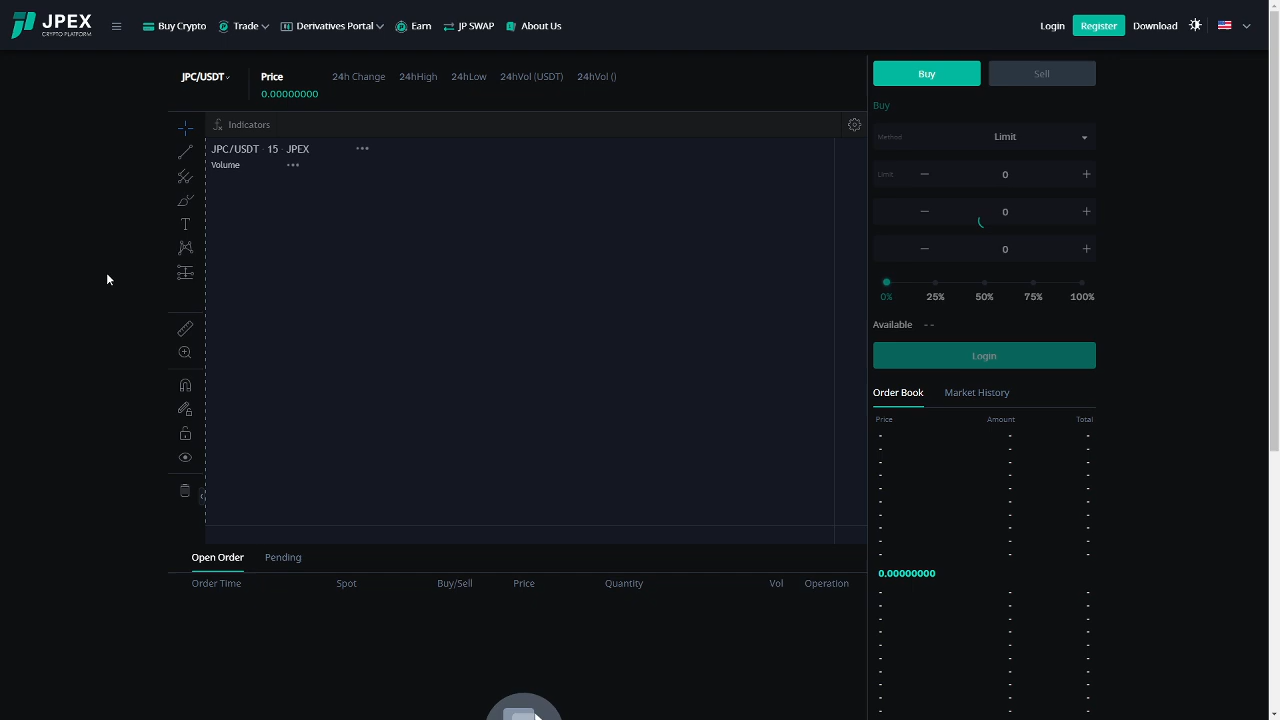 JPEX
CRYPTO PLATFORM
Buy Crypto
Trade
Derivatives Portal
Earn
JP SWAP
About Us
Login
Register
Download
JPC/USDT
Price
24h Change
24hHigh
24hLow
24hVol (USDT)
24hVol ()
0.00000000
Indicators
JPC/USDT · 15 · JPEX
Volume
T
Buy
Sell
Buy
Method
Limit
Limit
− 0 +
− 0 +
− 0 +
0% 25% 50% 75% 100%
Available - -
Login
Order Book
Market History
Price Amount Total
- - -
- - -
- - -
- - -
- - -
- - -
- - -
- - -
- - -
- - -
0.00000000
- - -
- - -
- - -
- - -
- - -
- - -
- - -
- - -
- - -
- - -
Open Order
Pending
Order Time Spot Buy/Sell Price Quantity Vol Operation